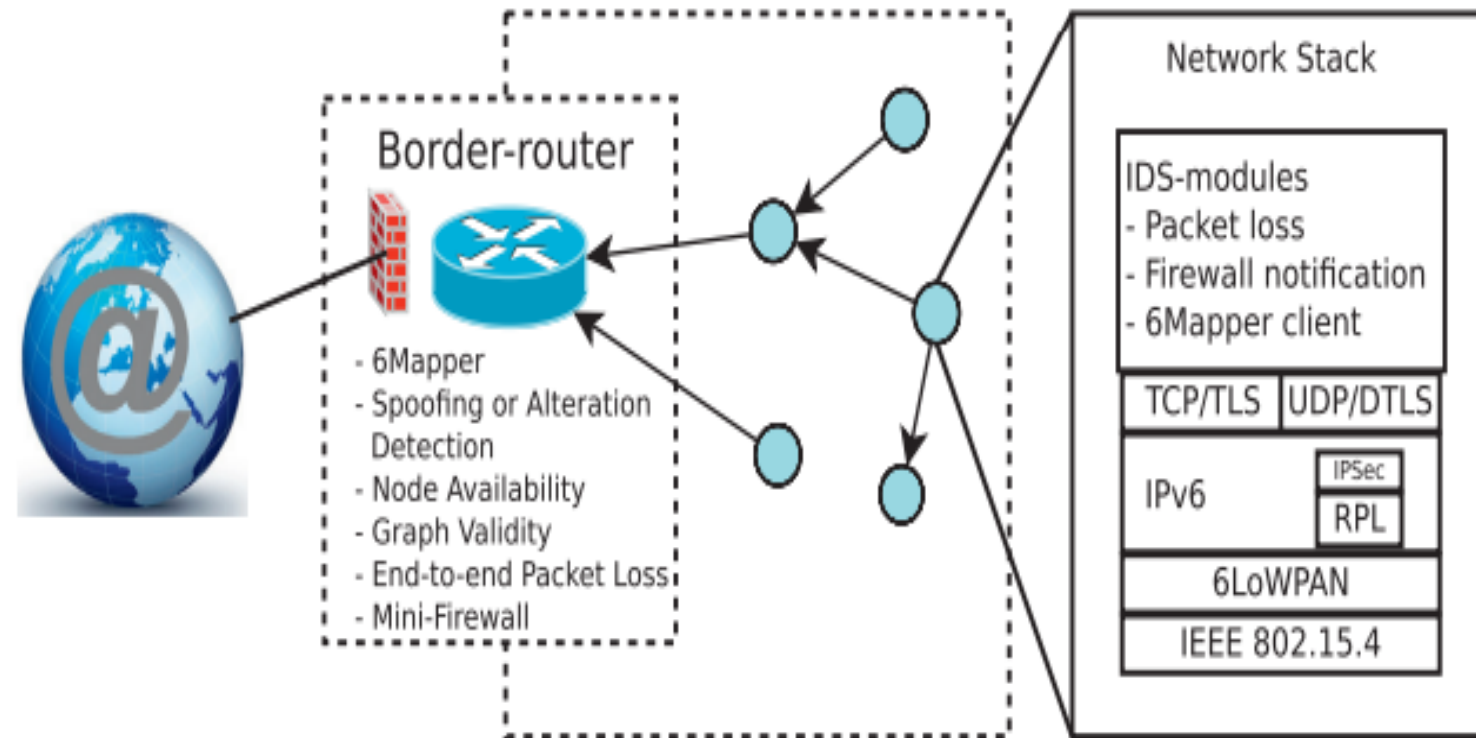 Border-router
@
- 6Mapper
- Spoofing or Alteration
Detection
- Node Availability
- Graph Validity
- End-to-end Packet Loss
- Mini-Firewall
Network Stack
IDS-modules
- Packet loss
- Firewall notification
- 6Mapper client
TCP/TLS UDP/DTLS
IPSec
IPv6
RPL
6LoWPAN
IEEE 802.15.4